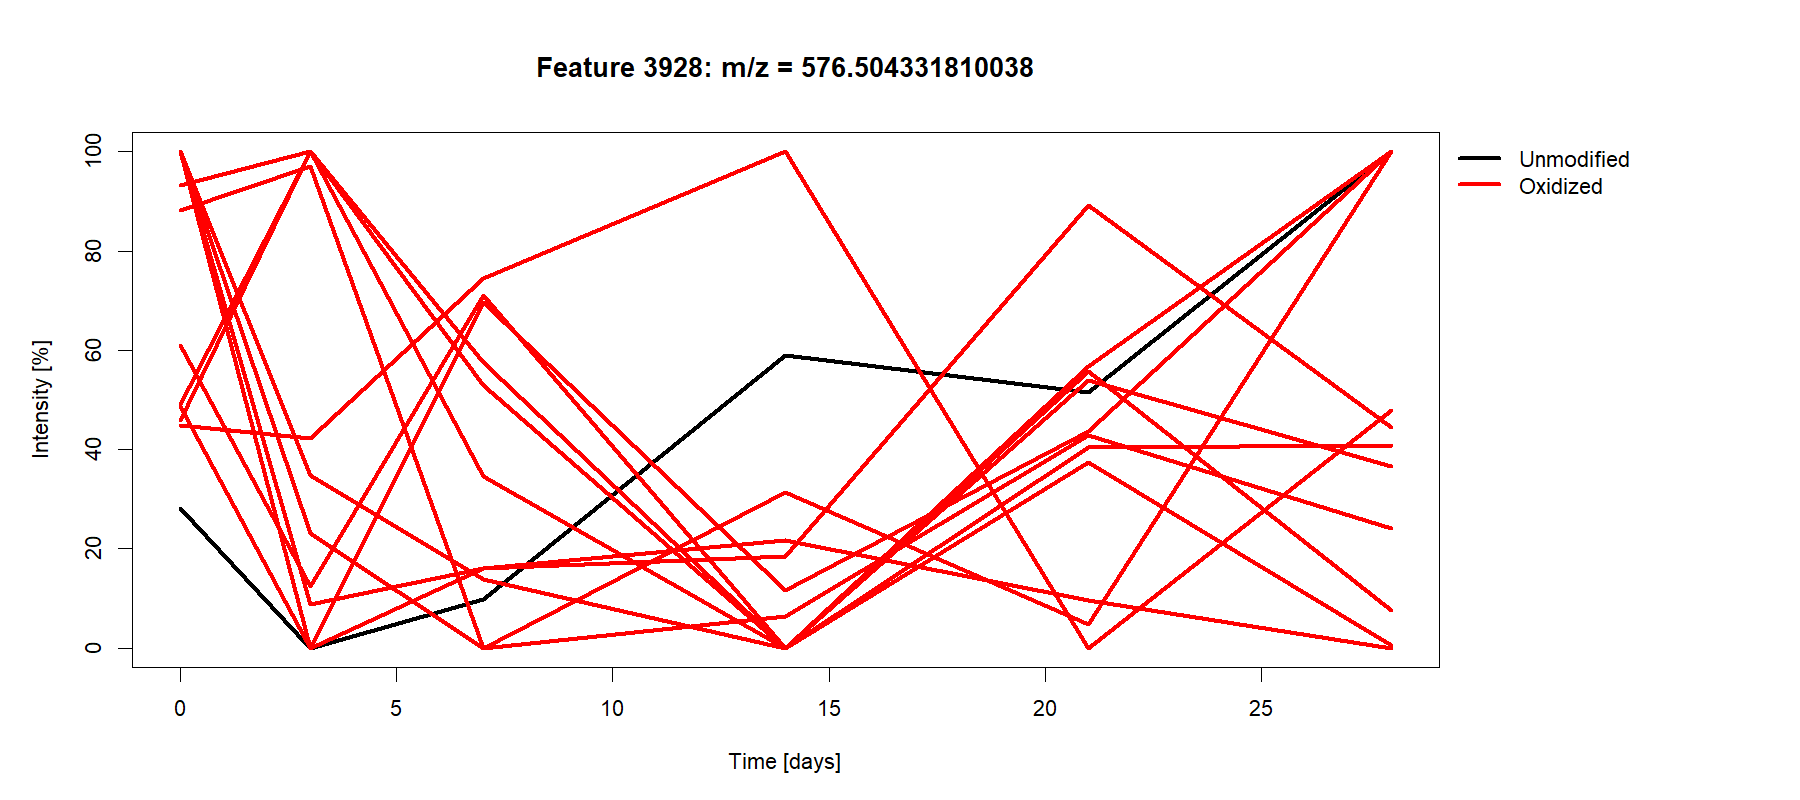 Feature 3928: m/z = 576.504331810038
Unmodified
Oxidized
Intensity [%]
100
80
60
40
20
0
0 5 10 15 20 25
Time [days]